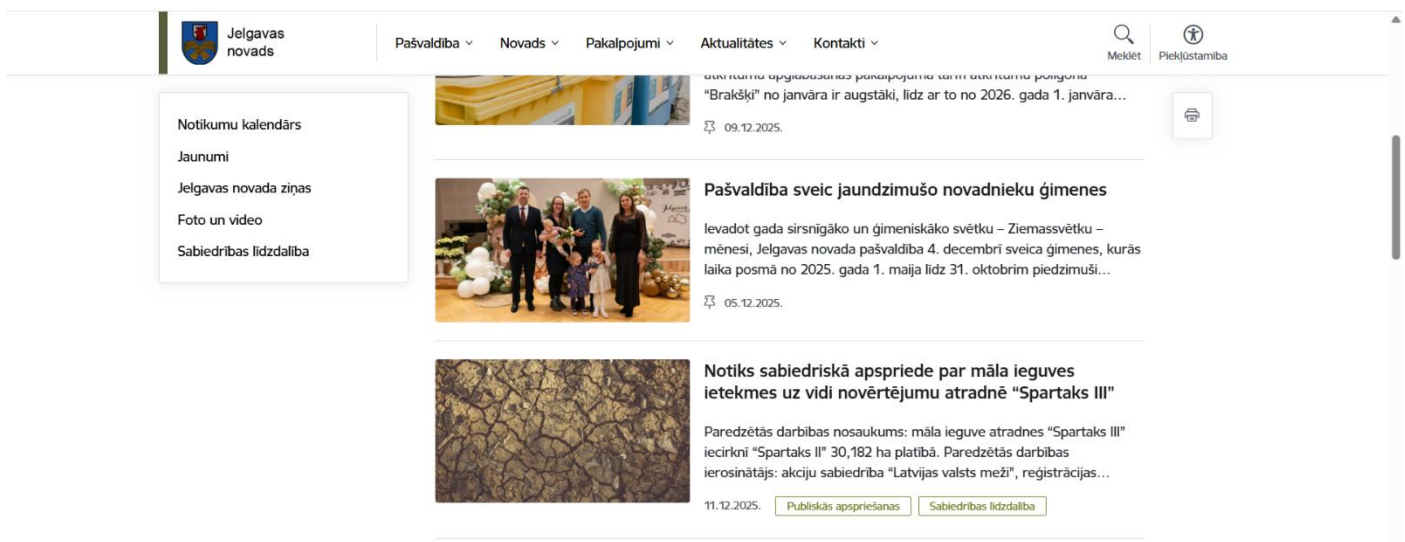 Jelgavas
novads
Pašvaldība
Novads
Pakalpojumi
Aktualitātes
Kontakti
Meklēt
Piekļūstamība
Notikumu kalendārs
Jaunumi
Jelgavas novada ziņas
Foto un video
Sabiedrības līdzdalība
atkritumu apglabāšanas pakalpojuma tarifi atkritumu poligonā
“Brakšķi” no janvāra ir augstāki, līdz ar to no 2026. gada 1. janvāra…
09.12.2025.
Pašvaldība sveic jaundzimušo novadnieku ģimenes
Ievadot gada sirsnīgāko un ģimeniskāko svētku – Ziemassvētku –
mēnesi, Jelgavas novada pašvaldība 4. decembrī sveica ģimenes, kurās
laika posmā no 2025. gada 1. maija līdz 31. oktobrim piedzimuši…
05.12.2025.
Notiks sabiedriskā apspriede par māla ieguves
ietekmes uz vidi novērtējumu atradnē “Spartaks III”
Paredzētās darbības nosaukums: māla ieguve atradnes “Spartaks III”
iecirknī “Spartaks II” 30,182 ha platībā. Paredzētās darbības
ierosinātājs: akciju sabiedrība “Latvijas valsts meži”, reģistrācijas…
11.12.2025.
Publiskās apspriešanas
Sabiedrības līdzdalība